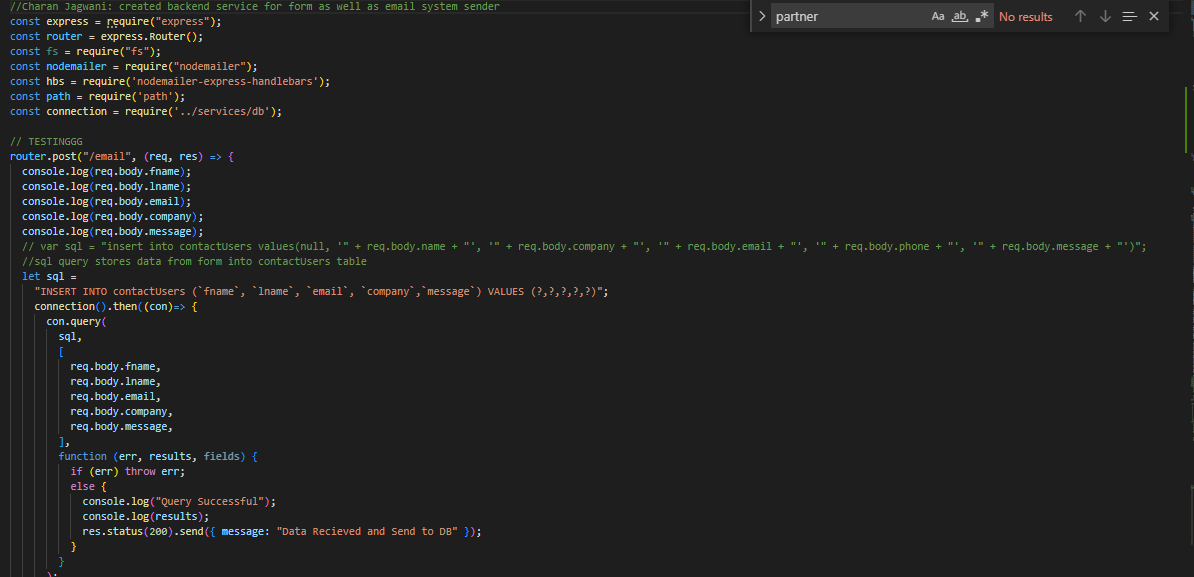 //Charan Jagwani: created backend service for form as well as email system sender
const express = require("express");
const router = express.Router();
const fs = require("fs");
const nodemailer = require("nodemailer");
const hbs = require('nodemailer-express-handlebars');
const path = require('path');
const connection = require('../services/db');
partner
Aa ab .* No results
// TESTINGGG
router.post("/email", (req, res) => {
  console.log(req.body.fname);
  console.log(req.body.lname);
  console.log(req.body.email);
  console.log(req.body.company);
  console.log(req.body.message);
  // var sql = "insert into contactUsers values(null, '" + req.body.name + "', '" + req.body.company + "', '" + req.body.email + "', '" + req.body.phone + "', '" + req.body.message + "')";
  //sql query stores data from form into contactUsers table
  let sql =
    "INSERT INTO contactUsers (`fname`, `lname`, `email`, `company`,`message`) VALUES (?,?,?,?,?)";
    connection().then((con)=> {
      con.query(
        sql,
        [
          req.body.fname,
          req.body.lname,
          req.body.email,
          req.body.company,
          req.body.message,
        ],
        function (err, results, fields) {
          if (err) throw err;
          else {
            console.log("Query Successful");
            console.log(results);
            res.status(200).send({ message: "Data Recieved and Send to DB" });
          }
        }
      );